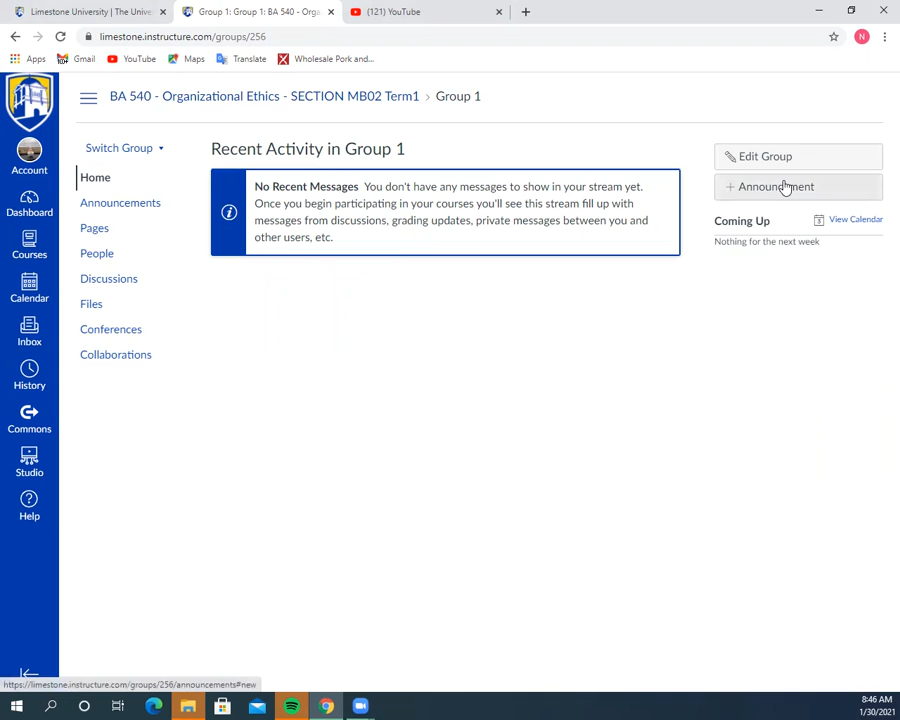 Limestone University | The Unive
Group 1: Group 1: BA 540 - Orga
(121) YouTube
limestone.instructure.com/groups/256
N
Apps
Gmail
YouTube
Maps
Translate
Wholesale Pork and...
BA 540 - Organizational Ethics - SECTION MB02 Term1 > Group 1
Account
Dashboard
Courses
Calendar
Inbox
History
Commons
Studio
Help
Switch Group
Home
Announcements
Pages
People
Discussions
Files
Conferences
Collaborations
Recent Activity in Group 1
No Recent Messages You don't have any messages to show in your stream yet.
Once you begin participating in your courses you'll see this stream fill up with
messages from discussions, grading updates, private messages between you and
other users, etc.
Edit Group
+ Announcement
Coming Up
View Calendar
Nothing for the next week
https://limestone.instructure.com/groups/256/announcements#new
8:46 AM
1/30/2021